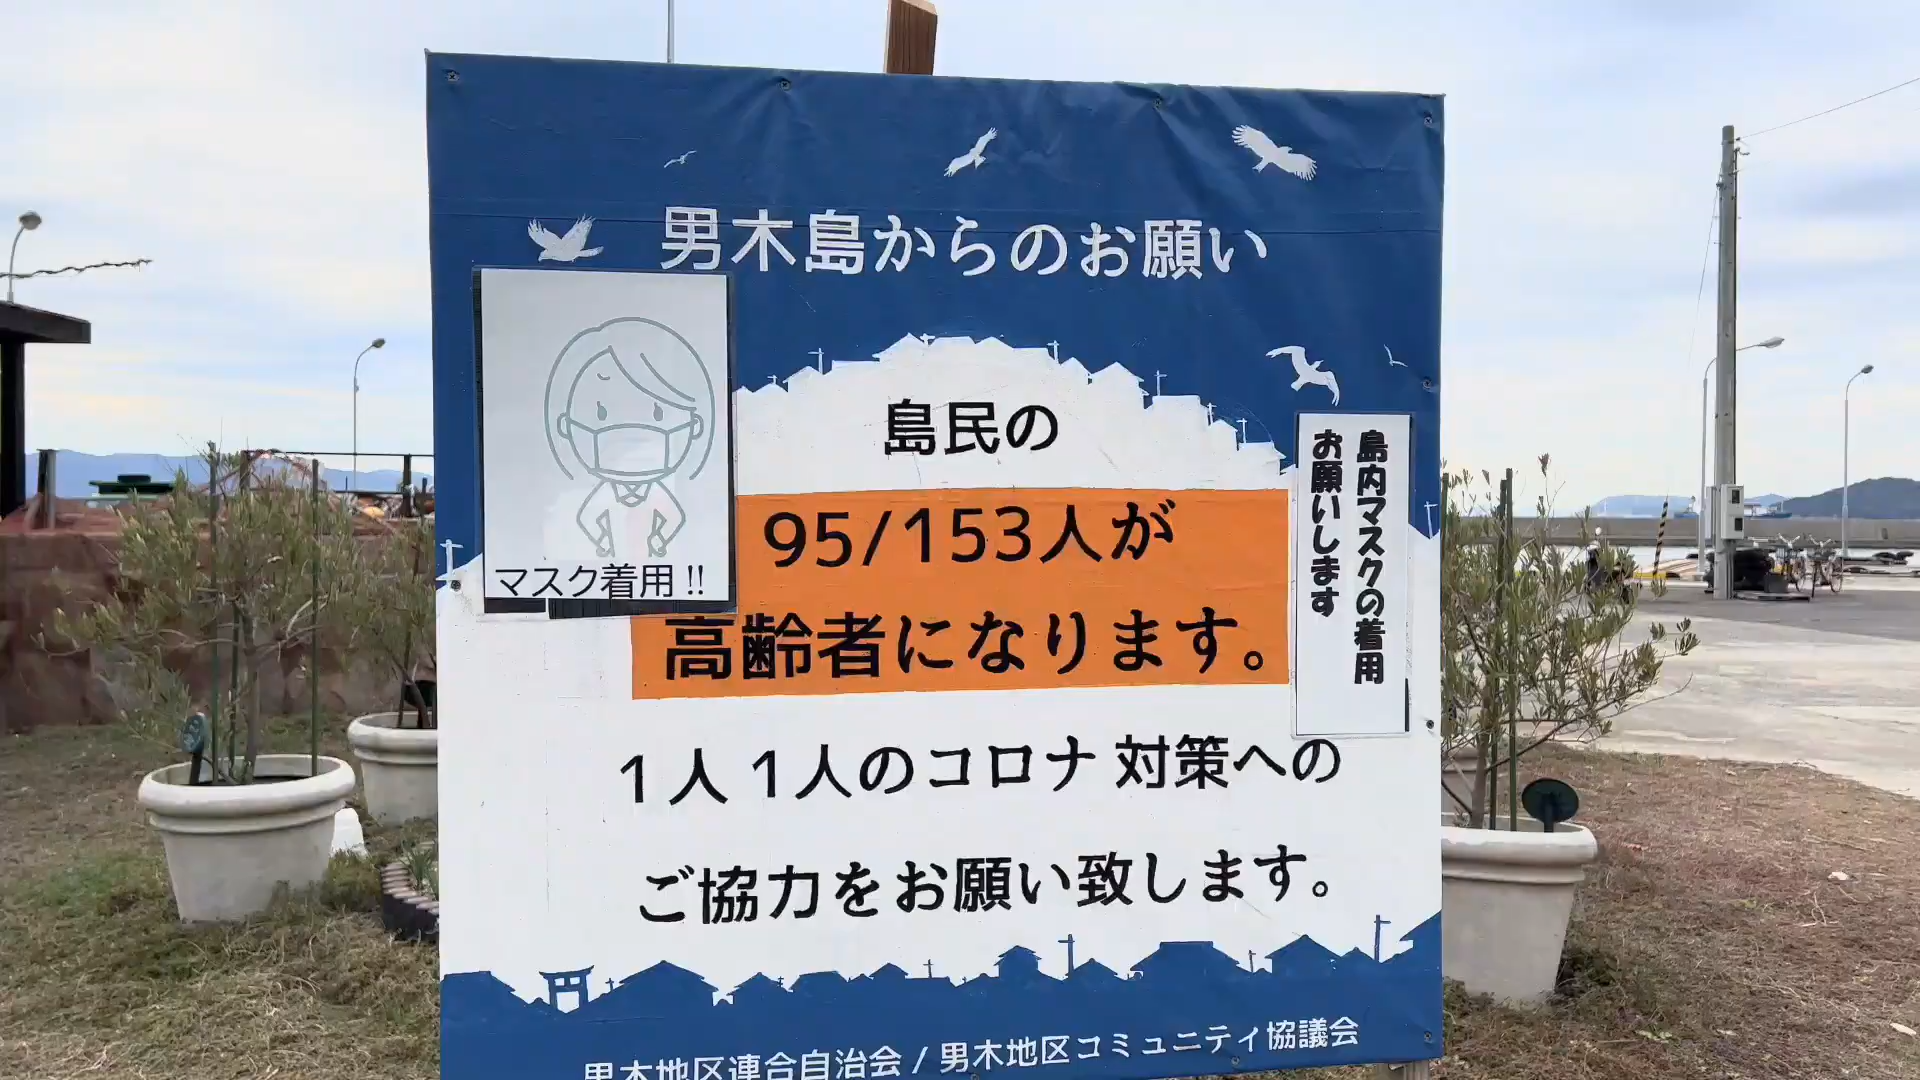 男木島からのお願い
マスク着用!!
島民の
95/153人が
高齢者になります。
島内マスクの着用
お願いします
1人1人のコロナ対策への
ご協力をお願い致します。
男木地区連合自治会 / 男木地区コミュニティ協議会